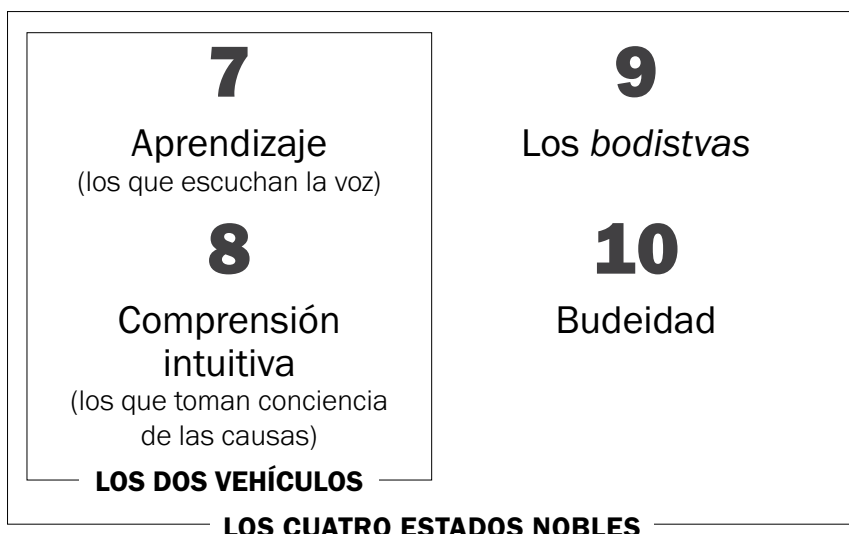 7
Aprendizaje
(los que escuchan la voz)
8
Comprensión
intuitiva
(los que toman conciencia
de las causas)
LOS DOS VEHÍCULOS
9
Los bodistvas
10
Budeidad
LOS CUATRO ESTADOS NOBLES